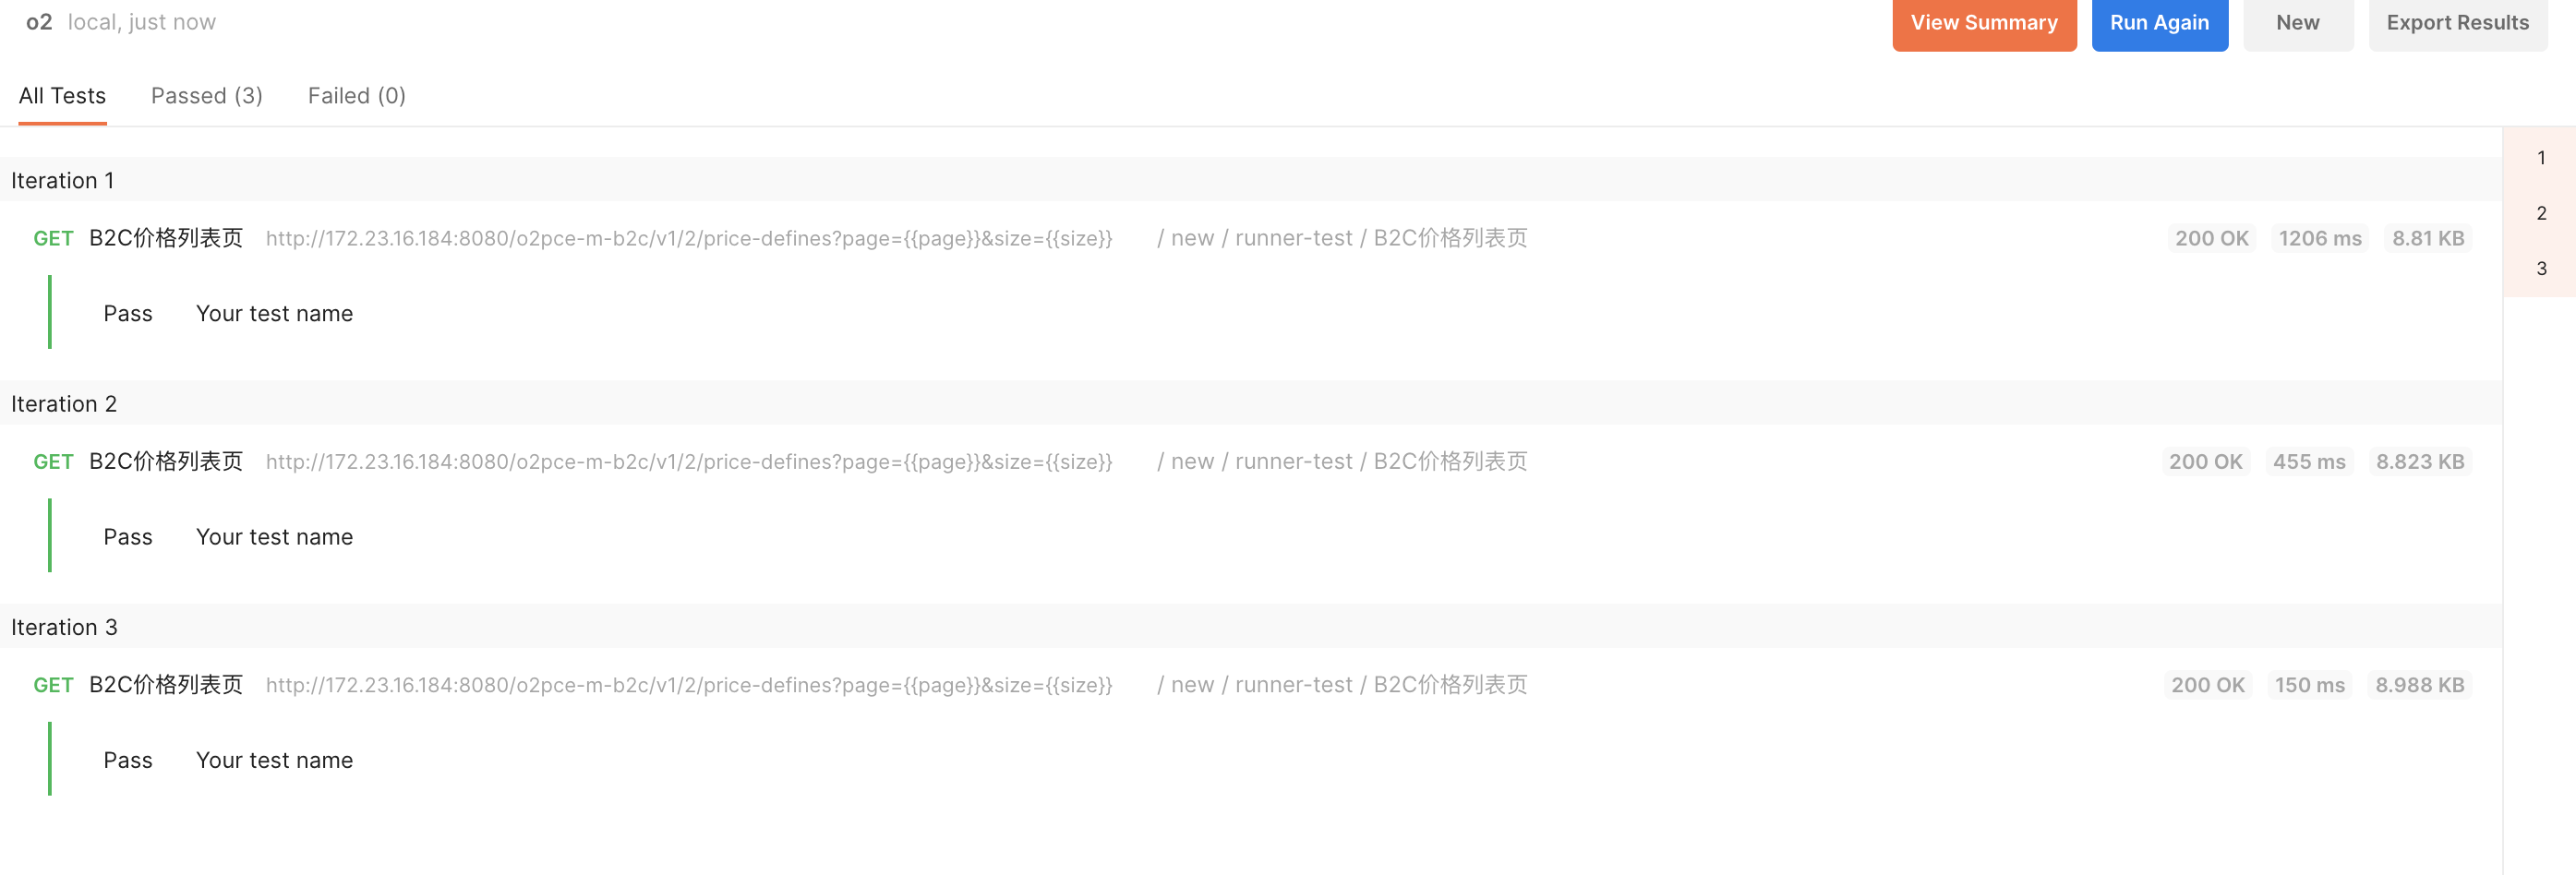 o2 local, just now View Summary Run Again New Export Results
All Tests Passed (3) Failed (0)
Iteration 1
GET B2C价格列表页 http://172.23.16.184:8080/o2pce-m-b2c/v1/2/price-defines?page={{page}}&size={{size}} / new / runner-test / B2C价格列表页 200 OK 1206 ms 8.81 KB
Pass Your test name
Iteration 2
GET B2C价格列表页 http://172.23.16.184:8080/o2pce-m-b2c/v1/2/price-defines?page={{page}}&size={{size}} / new / runner-test / B2C价格列表页 200 OK 455 ms 8.823 KB
Pass Your test name
Iteration 3
GET B2C价格列表页 http://172.23.16.184:8080/o2pce-m-b2c/v1/2/price-defines?page={{page}}&size={{size}} / new / runner-test / B2C价格列表页 200 OK 150 ms 8.988 KB
Pass Your test name
1
2
3